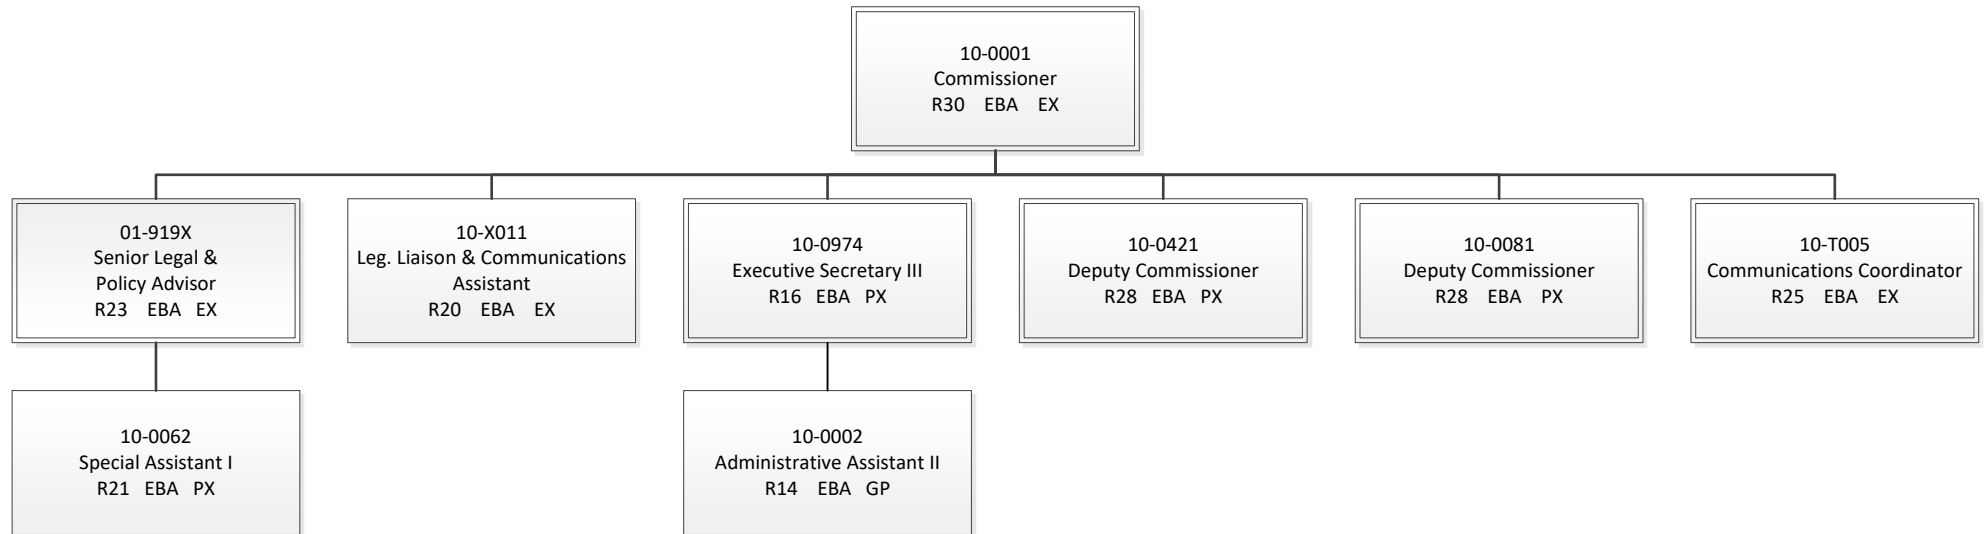 10-0001
Commissioner
R30 EBA EX
01-919X
Senior Legal &
Policy Advisor
R23 EBA EX
10-X011
Leg. Liaison & Communications
Assistant
R20 EBA EX
10-0974
Executive Secretary III
R16 EBA PX
10-0421
Deputy Commissioner
R28 EBA PX
10-0081
Deputy Commissioner
R28 EBA PX
10-T005
Communications Coordinator
R25 EBA EX
10-0062
Special Assistant I
R21 EBA PX
10-0002
Administrative Assistant II
R14 EBA GP